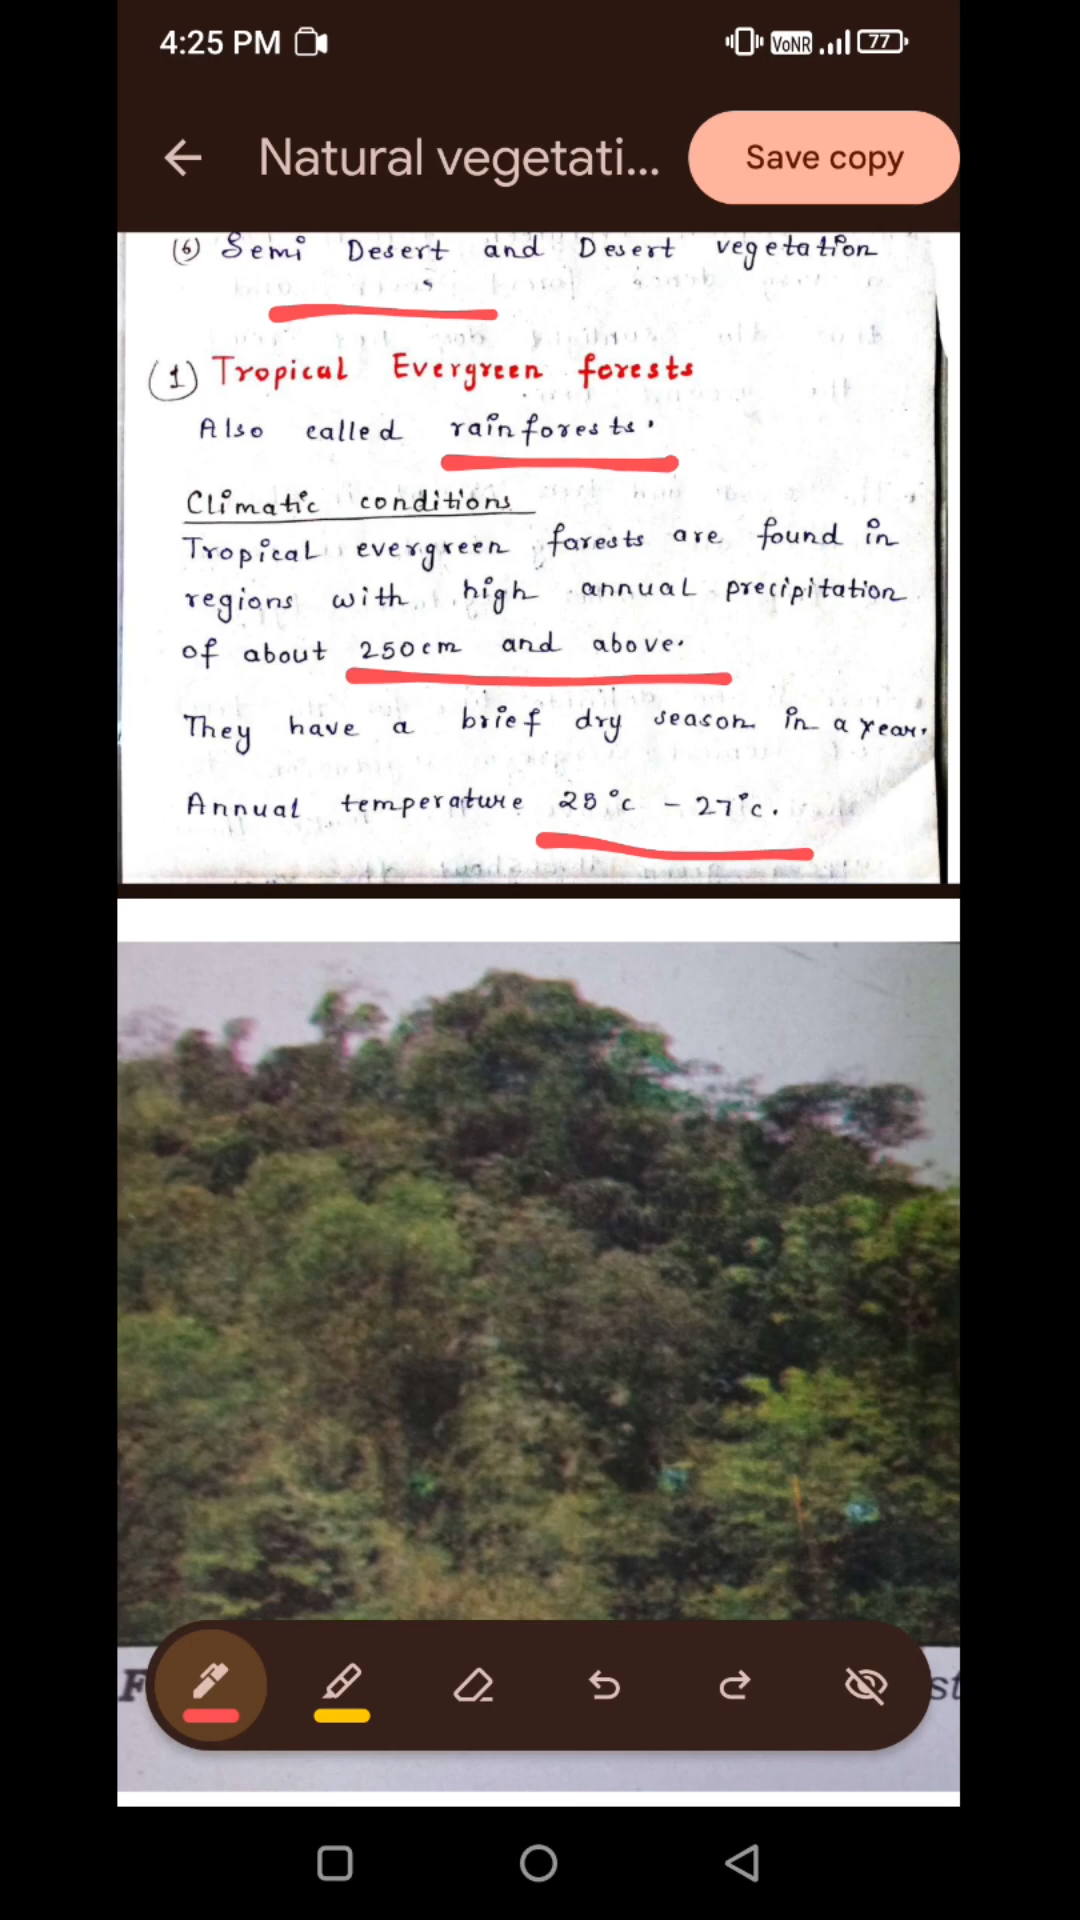 4:25 PM
VoNR
77
Natural vegetati...
Save copy
(6) Semi Desert and Desert vegetation
(1) Tropical Evergreen forests
Also called rainforests.
Climatic conditions
Tropical evergreen forests are found in
regions with high annual precipitation
of about 250cm and above.
They have a brief dry season in a year.
Annual temperature °c - 27°c.